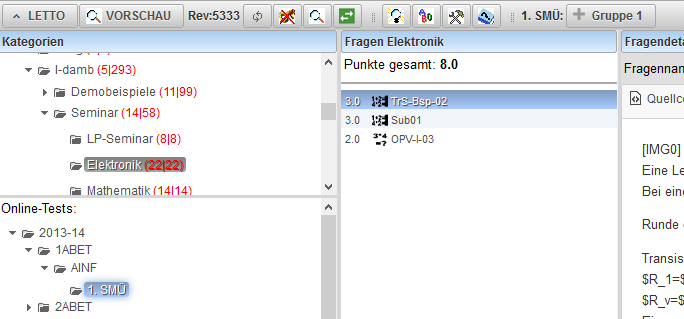 LETTO VORSCHAU Rev:5333 1. SMÜ: Gruppe 1
Kategorien
I-damb (5|293)
Demobeispiele (11|99)
Seminar (14|58)
LP-Seminar (8|8)
Elektronik (22|22)
Mathematik (14|14)
Online-Tests:
2013-14
1ABET
AINF
1. SMÜ
2ABET
Fragen Elektronik
Punkte gesamt: 8.0
3.0 TrS-Bsp-02
3.0 Sub01
2.0 OPV-I-03
Fragendeta
Fragennan
Quellco
[IMG0]
Eine Le
Bei eine
Runde d
Transis
$R_1=$
$R_v=$